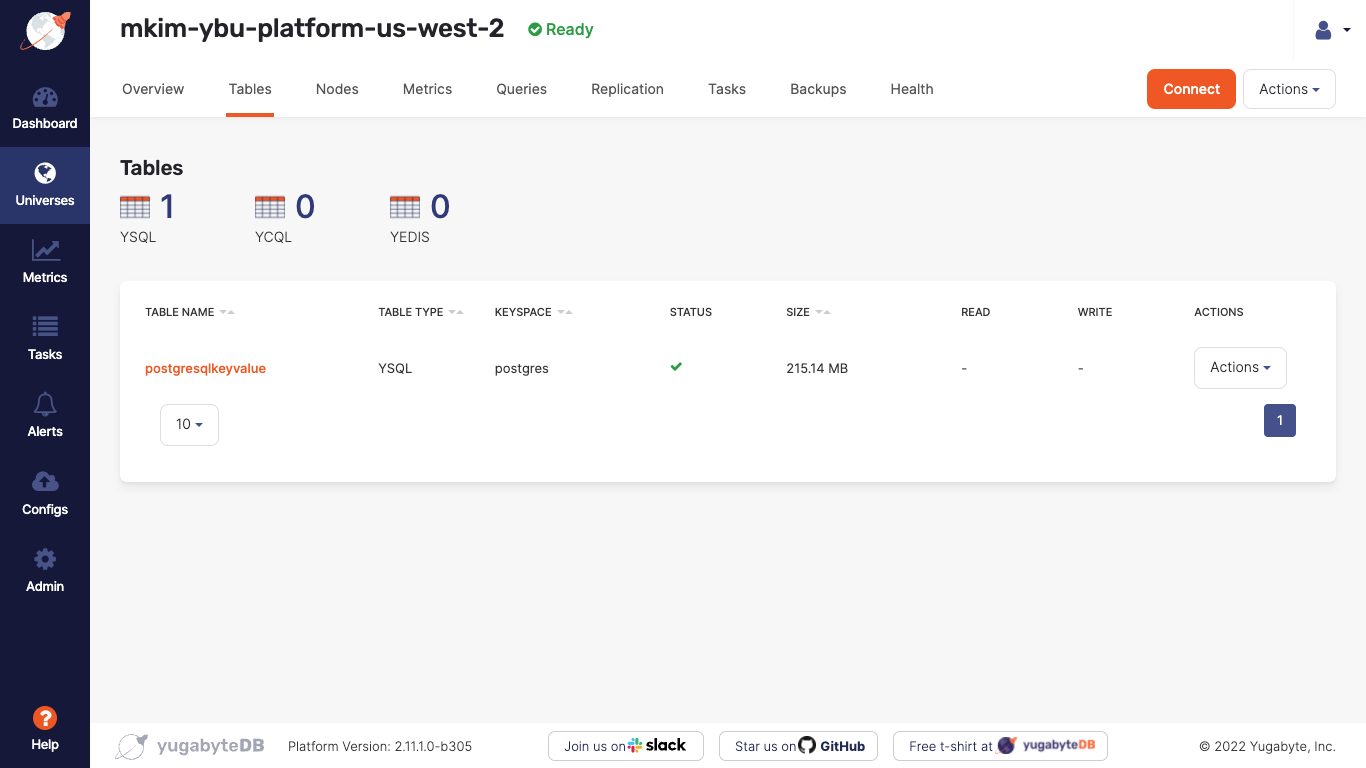 mkim-ybu-platform-us-west-2 Ready
Overview Tables Nodes Metrics Queries Replication Tasks Backups Health Connect Actions
Dashboard
Universes
Metrics
Tasks
Alerts
Configs
Admin
? Help
Tables
1 0 0
YSQL YCQL YEDIS
TABLE NAME TABLE TYPE KEYSPACE STATUS SIZE READ WRITE ACTIONS
postgresqlkeyvalue YSQL postgres 215.14 MB - - Actions
10 1
yugabyteDB Platform Version: 2.11.1.0-b305 Join us on slack Star us on GitHub Free t-shirt at yugabyteDB © 2022 Yugabyte, Inc.